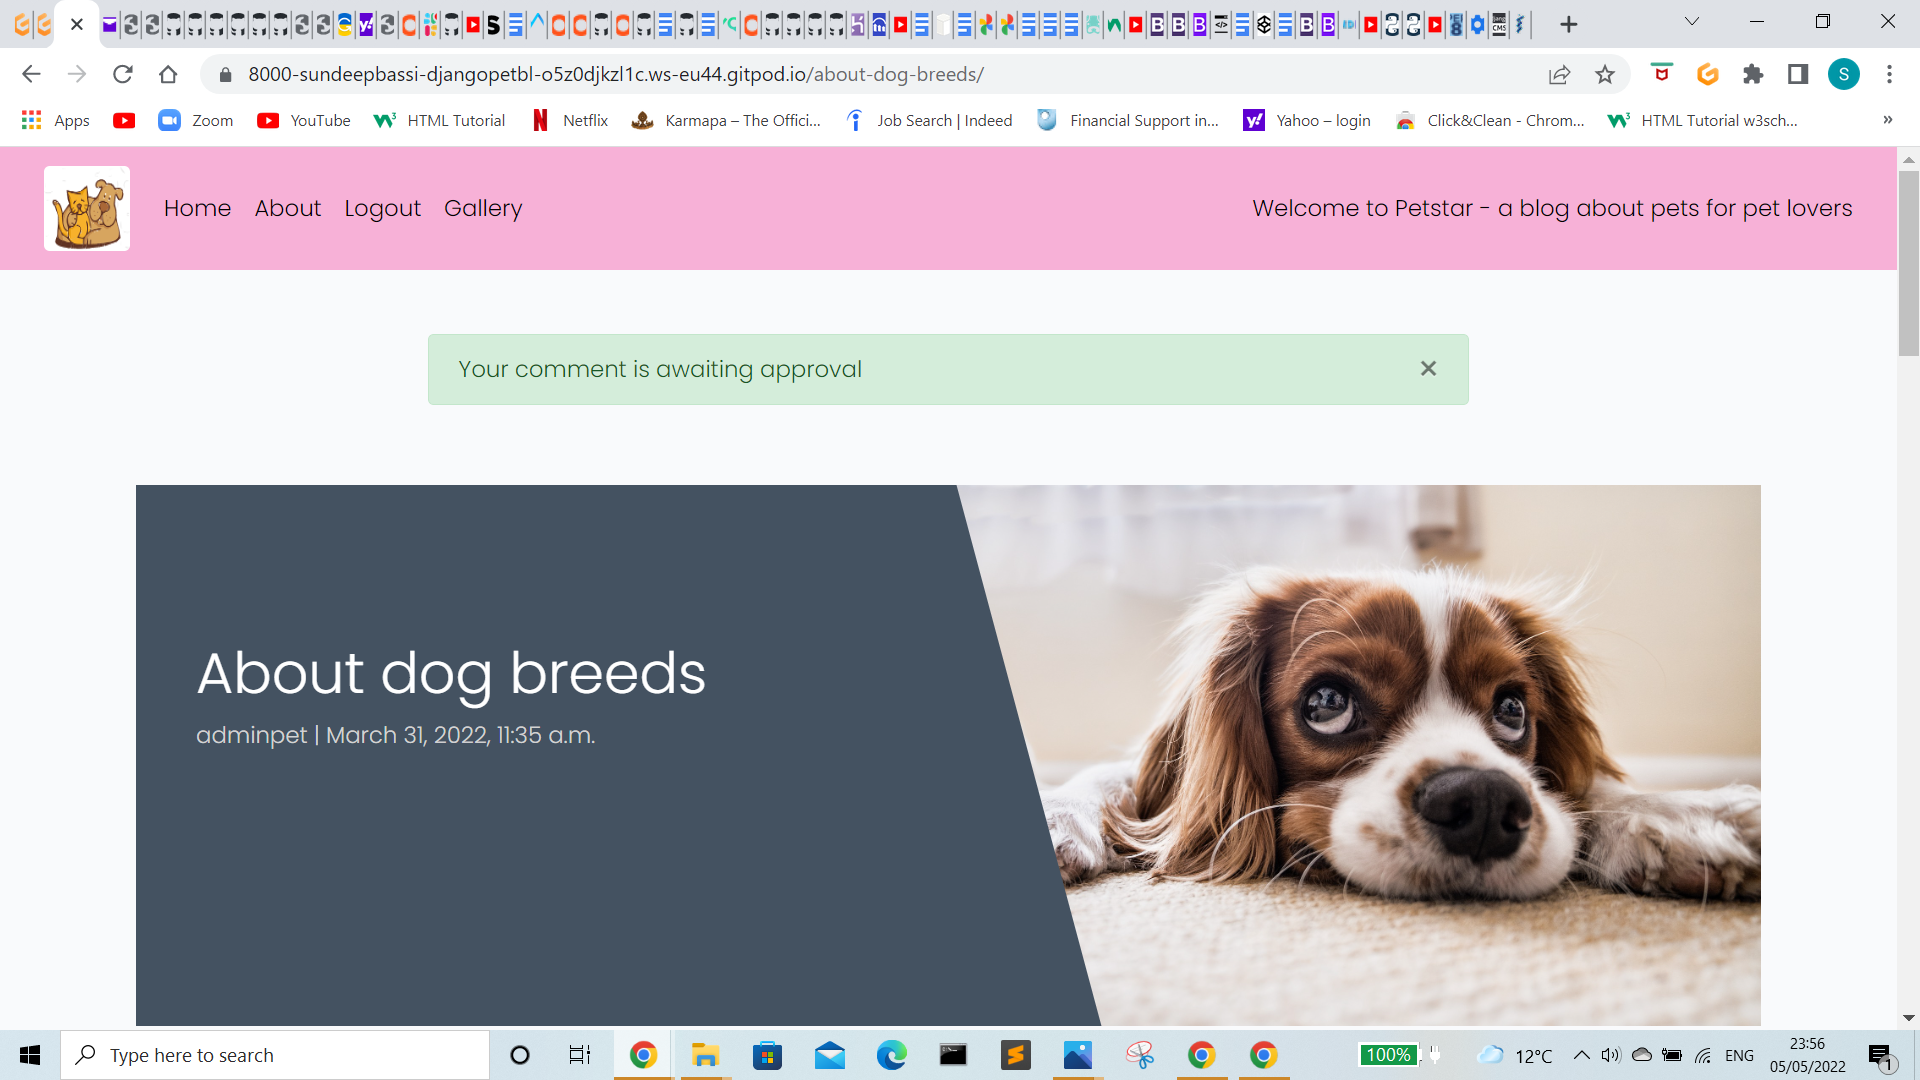 8000-sundeepbassi-djangopetbl-o5z0djkzl1c.ws-eu44.gitpod.io/about-dog-breeds/
S
Apps Zoom YouTube HTML Tutorial Netflix Karmapa – The Offici... Job Search | Indeed Financial Support in... Yahoo – login Click&Clean - Chrom... HTML Tutorial w3sch... »
Home About Logout Gallery Welcome to Petstar - a blog about pets for pet lovers
Your comment is awaiting approval ×
About dog breeds
adminpet | March 31, 2022, 11:35 a.m.
Type here to search 100% 12°C ENG 23:56
05/05/2022 1